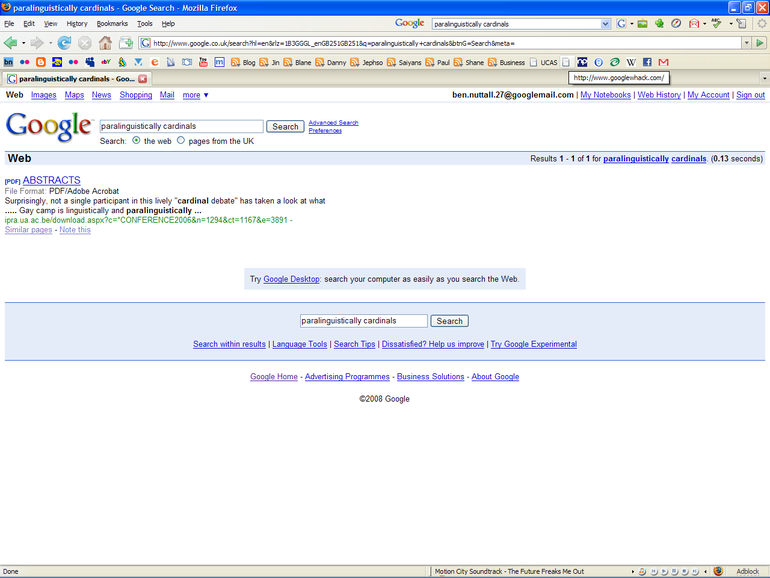 paralinguistically cardinals - Google Search - Mozilla Firefox
File Edit View History Bookmarks Tools Help
Google paralinguistically cardinals
http://www.google.co.uk/search?hl=en&rlz=1B3GGGL_enGB251GB251&q=paralinguistically+cardinals&btnG=Search&meta=
Blog Jin Blane Danny Jephso Saiyans Paul Shane Business UCAS
paralinguistically cardinals - Goo...
http://www.googlewhack.com/
Web Images Maps News Shopping Mail more ▼
ben.nuttall.27@googlemail.com | My Notebooks | Web History | My Account | Sign out
Google paralinguistically cardinals Search Advanced Search
Preferences
Search: the web pages from the UK
Web Results 1 - 1 of 1 for paralinguistically cardinals. (0.13 seconds)
[PDF] ABSTRACTS
File Format: PDF/Adobe Acrobat
Surprisingly, not a single participant in this lively "cardinal debate" has taken a look at what
..... Gay camp is linguistically and paralinguistically ...
ipra.ua.ac.be/download.aspx?c=*CONFERENCE2006&n=1294&ct=1167&e=3891 -
Similar pages - Note this
Try Google Desktop: search your computer as easily as you search the Web.
paralinguistically cardinals Search
Search within results | Language Tools | Search Tips | Dissatisfied? Help us improve | Try Google Experimental
Google Home - Advertising Programmes - Business Solutions - About Google
©2008 Google
Done Motion City Soundtrack - The Future Freaks Me Out Adblock